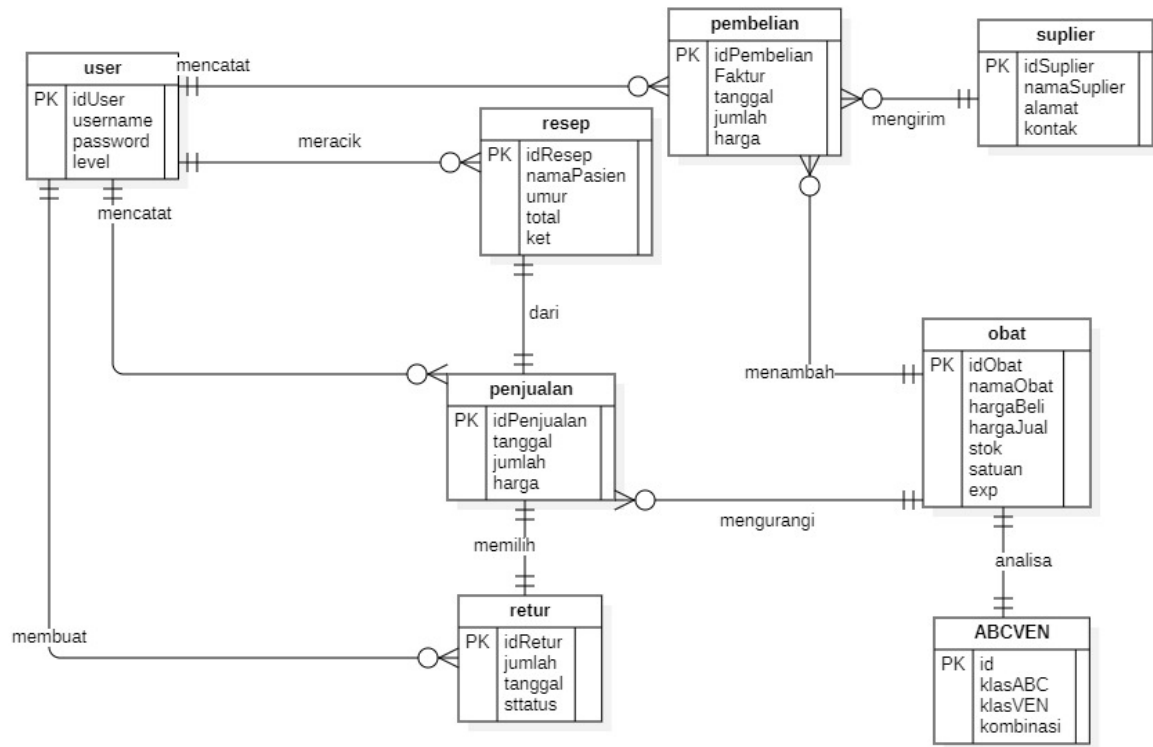 pembelian
PK idPembelian
Faktur
tanggal
jumlah
harga
suplier
PK idSuplier
namaSuplier
alamat
kontak
user
PK idUser
username
password
level
mencatat
mengirim
resep
PK idResep
namaPasien
umur
total
ket
meracik
mencatat
dari
menambah
obat
PK idObat
namaObat
hargaBeli
hargaJual
stok
satuan
exp
penjualan
PK idPenjualan
tanggal
jumlah
harga
mengurangi
memilih
analisa
retur
PK idRetur
jumlah
tanggal
sttatus
membuat
ABCVEN
PK id
klasABC
klasVEN
kombinasi